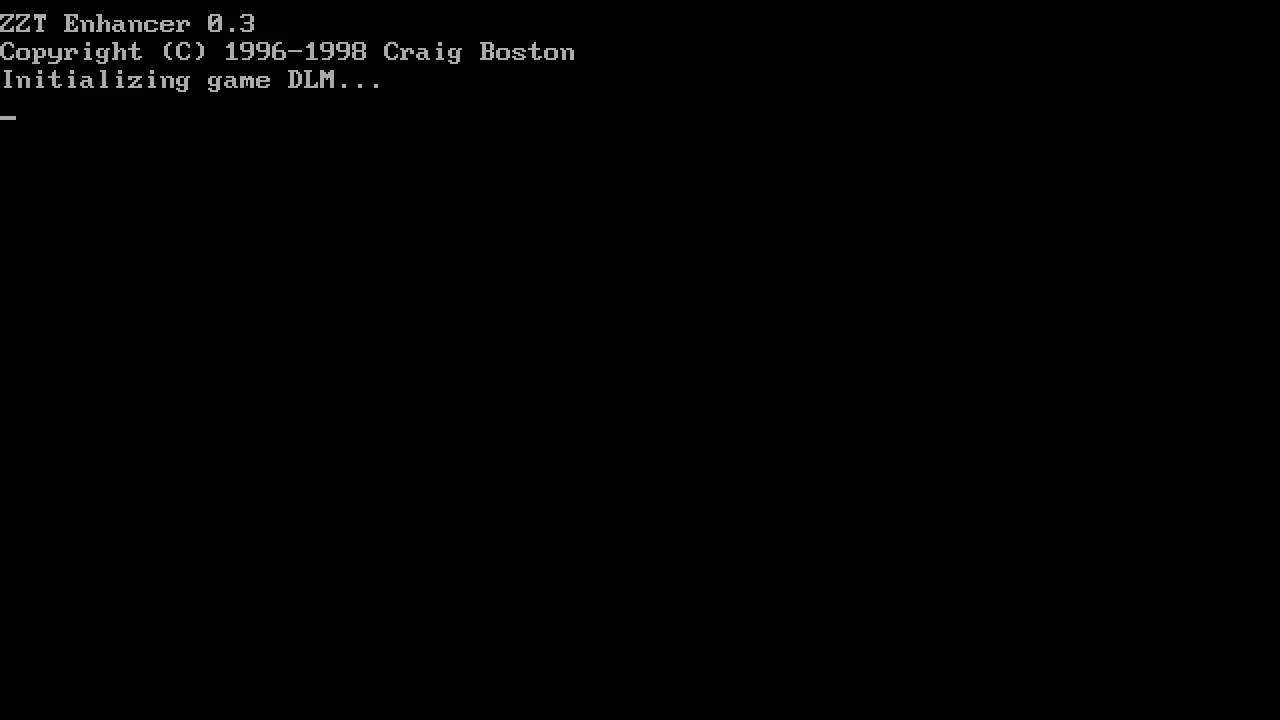 ZZT Enhancer 0.3
Copyright (C) 1996-1998 Craig Boston
Initializing game DLM...